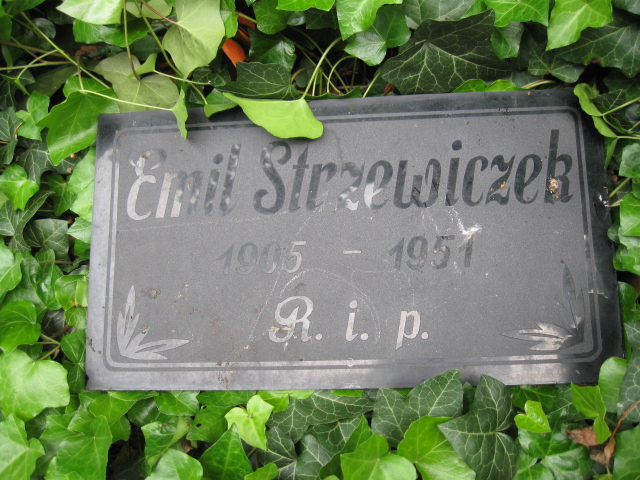 Emil Strzewiczek
1905 – 1951
R. i. p.